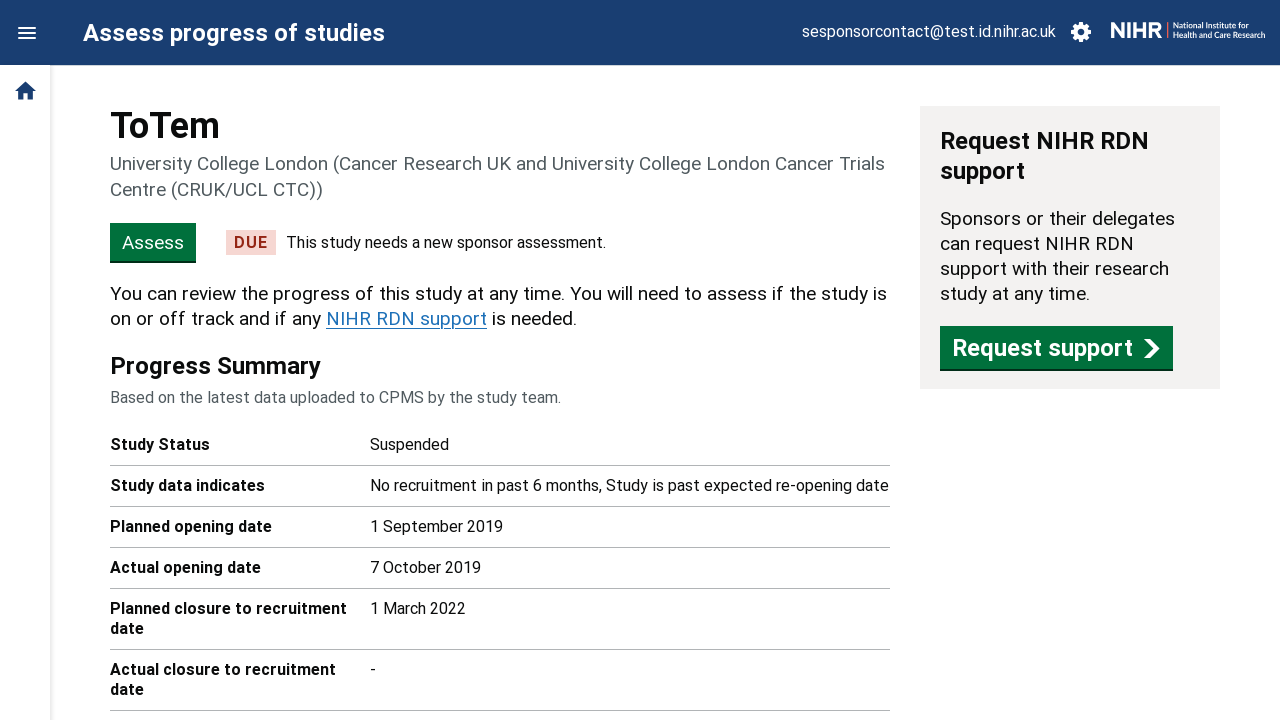 Assess progress of studies
sesponsorcontact@test.id.nihr.ac.uk
NIHR | National Institute for
Health and Care Research
ToTem
University College London (Cancer Research UK and University College London Cancer Trials
Centre (CRUK/UCL CTC))
Assess
DUE
This study needs a new sponsor assessment.
You can review the progress of this study at any time. You will need to assess if the study is
on or off track and if any NIHR RDN support is needed.
Progress Summary
Based on the latest data uploaded to CPMS by the study team.
Study Status
Suspended
Study data indicates
No recruitment in past 6 months, Study is past expected re-opening date
Planned opening date
1 September 2019
Actual opening date
7 October 2019
Planned closure to recruitment
date
1 March 2022
Actual closure to recruitment
date
-
Request NIHR RDN
support
Sponsors or their delegates
can request NIHR RDN
support with their research
study at any time.
Request support